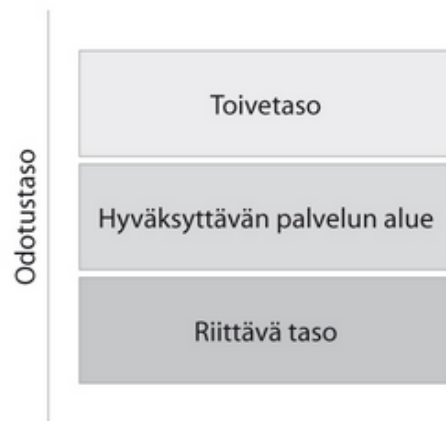 Odotustaso
Toivetaso
Hyväksyttävän palvelun alue
Riittävä taso